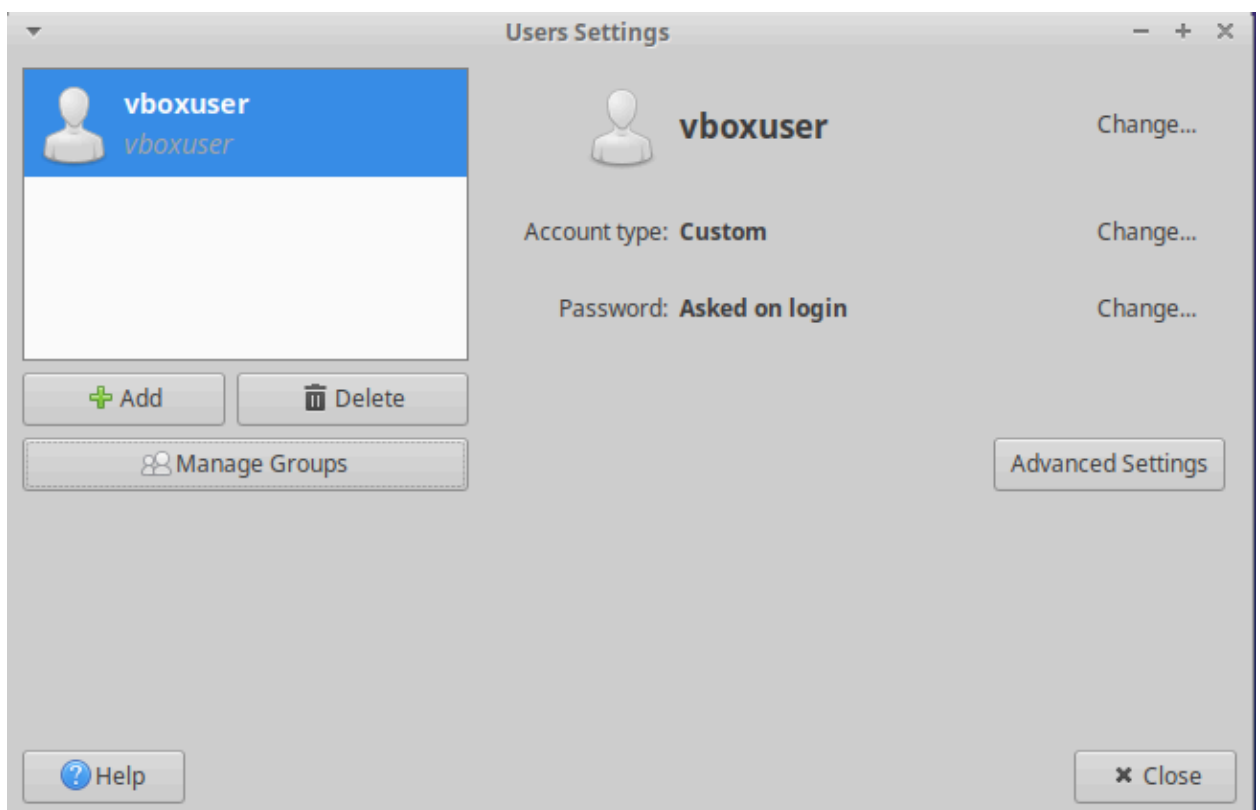 Users Settings
vboxuser
vboxuser
vboxuser
Change...
Account type: Custom
Change...
Password: Asked on login
Change...
Add
Delete
Manage Groups
Advanced Settings
Help
Close